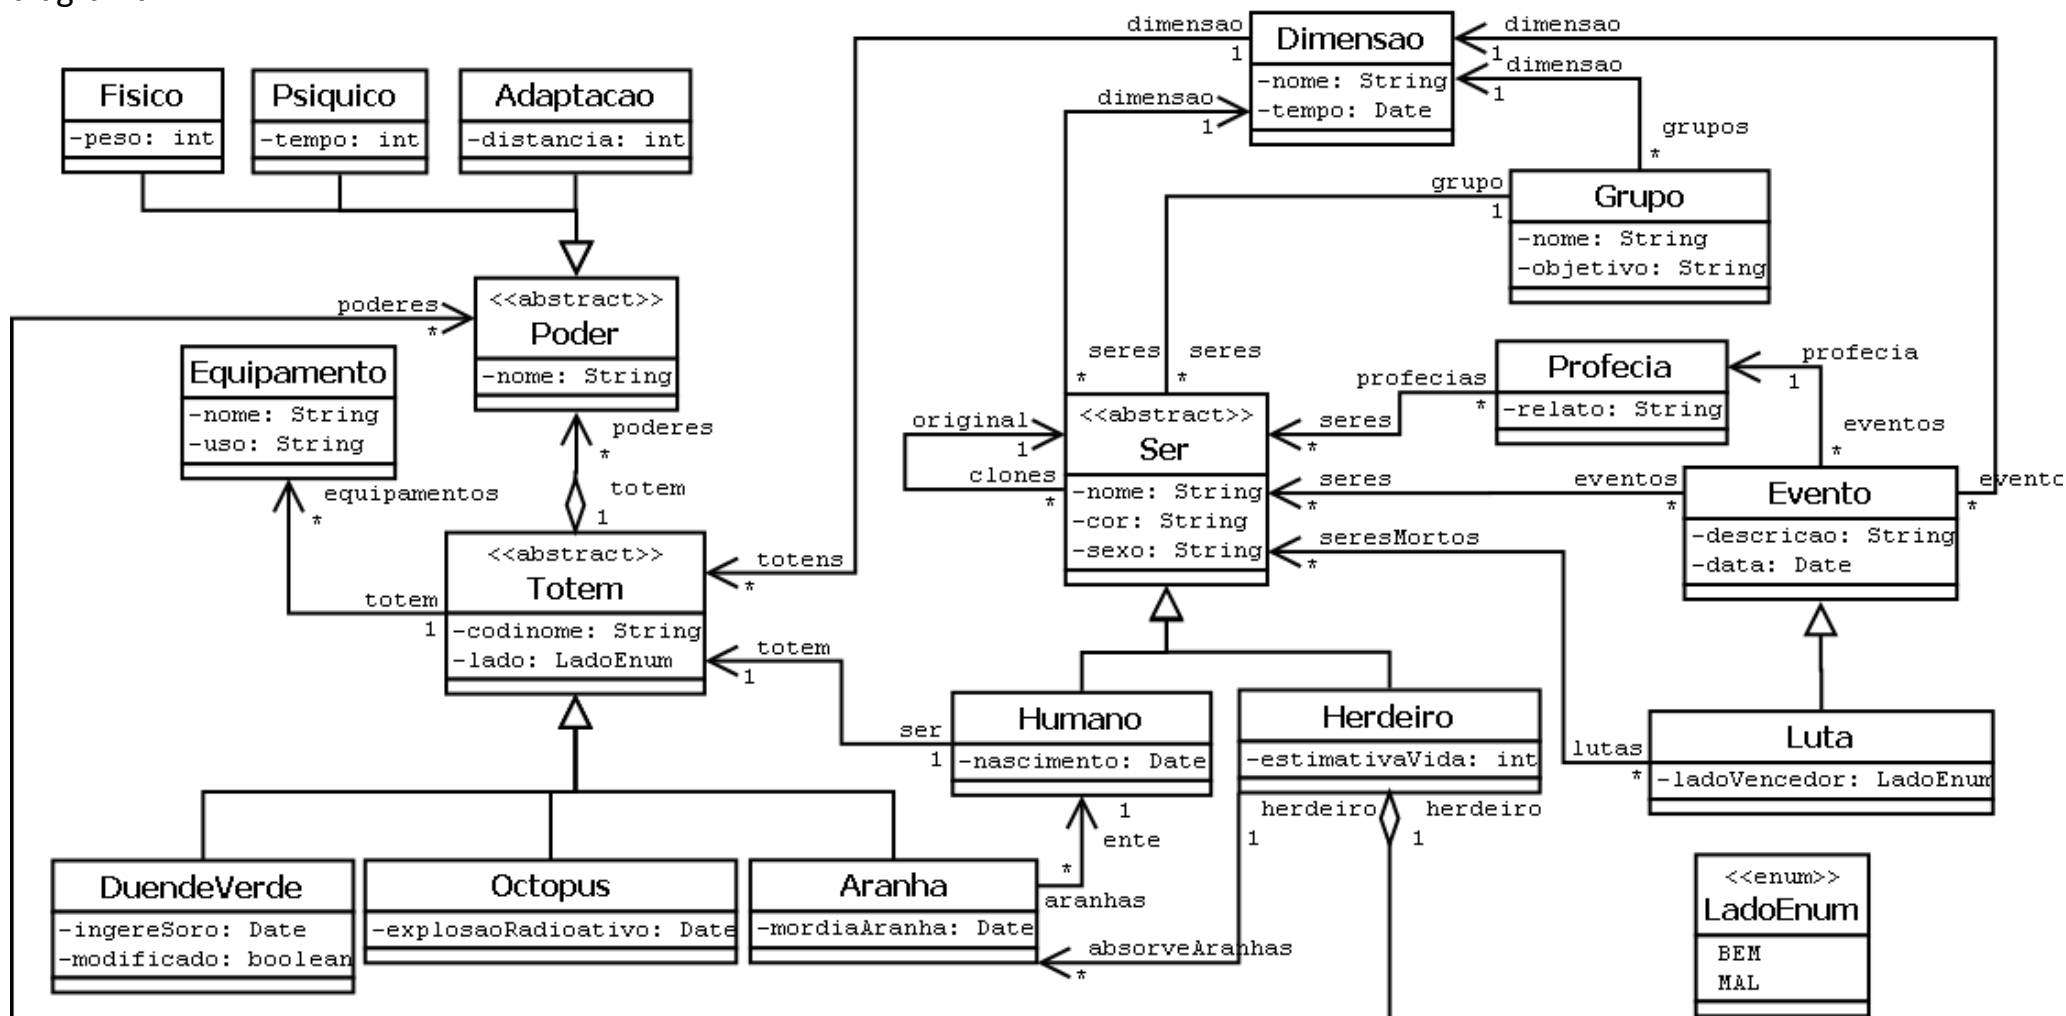 dimensao
1
Dimensao
-nome: String
-tempo: Date
dimensao
1
dimensao
1
dimensao
1
grupos
*
Fisico
-peso: int
Psiquico
-tempo: int
Adaptacao
-distancia: int
grupo
1
Grupo
-nome: String
-objetivo: String
poderes
*
<<abstract>>
Poder
-nome: String
Equipamento
-nome: String
-uso: String
equipamentos
*
poderes
*
totem
1
seres
*
seres
*
original
1
clones
*
<<abstract>>
Ser
-nome: String
-cor: String
-sexo: String
profecias
*
seres
*
Profecia
-relato: String
profecia
1
eventos
*
seres
*
eventos
*
Evento
-descricao: String
-data: Date
evento
*
seresMortos
*
<<abstract>>
Totem
-codinome: String
-lado: LadoEnum
totem
1
totens
*
totem
1
ser
1
Humano
-nascimento: Date
1
ente
*
aranhas
Herdeiro
-estimativaVida: int
herdeiro
1
herdeiro
1
lutas
*
Luta
-ladoVencedor: LadoEnum
DuendeVerde
-ingereSoro: Date
-modificado: boolean
Octopus
-explosaoRadioativo: Date
Aranha
-mordiaAranha: Date
absorveAranhas
*
<<enum>>
LadoEnum
BEM
MAL